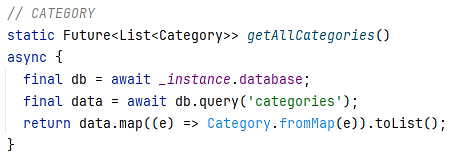 // CATEGORY
static Future<List<Category>> getAllCategories()
async {
  final db = await _instance.database;
  final data = await db.query('categories');
  return data.map((e) => Category.fromMap(e)).toList();
}